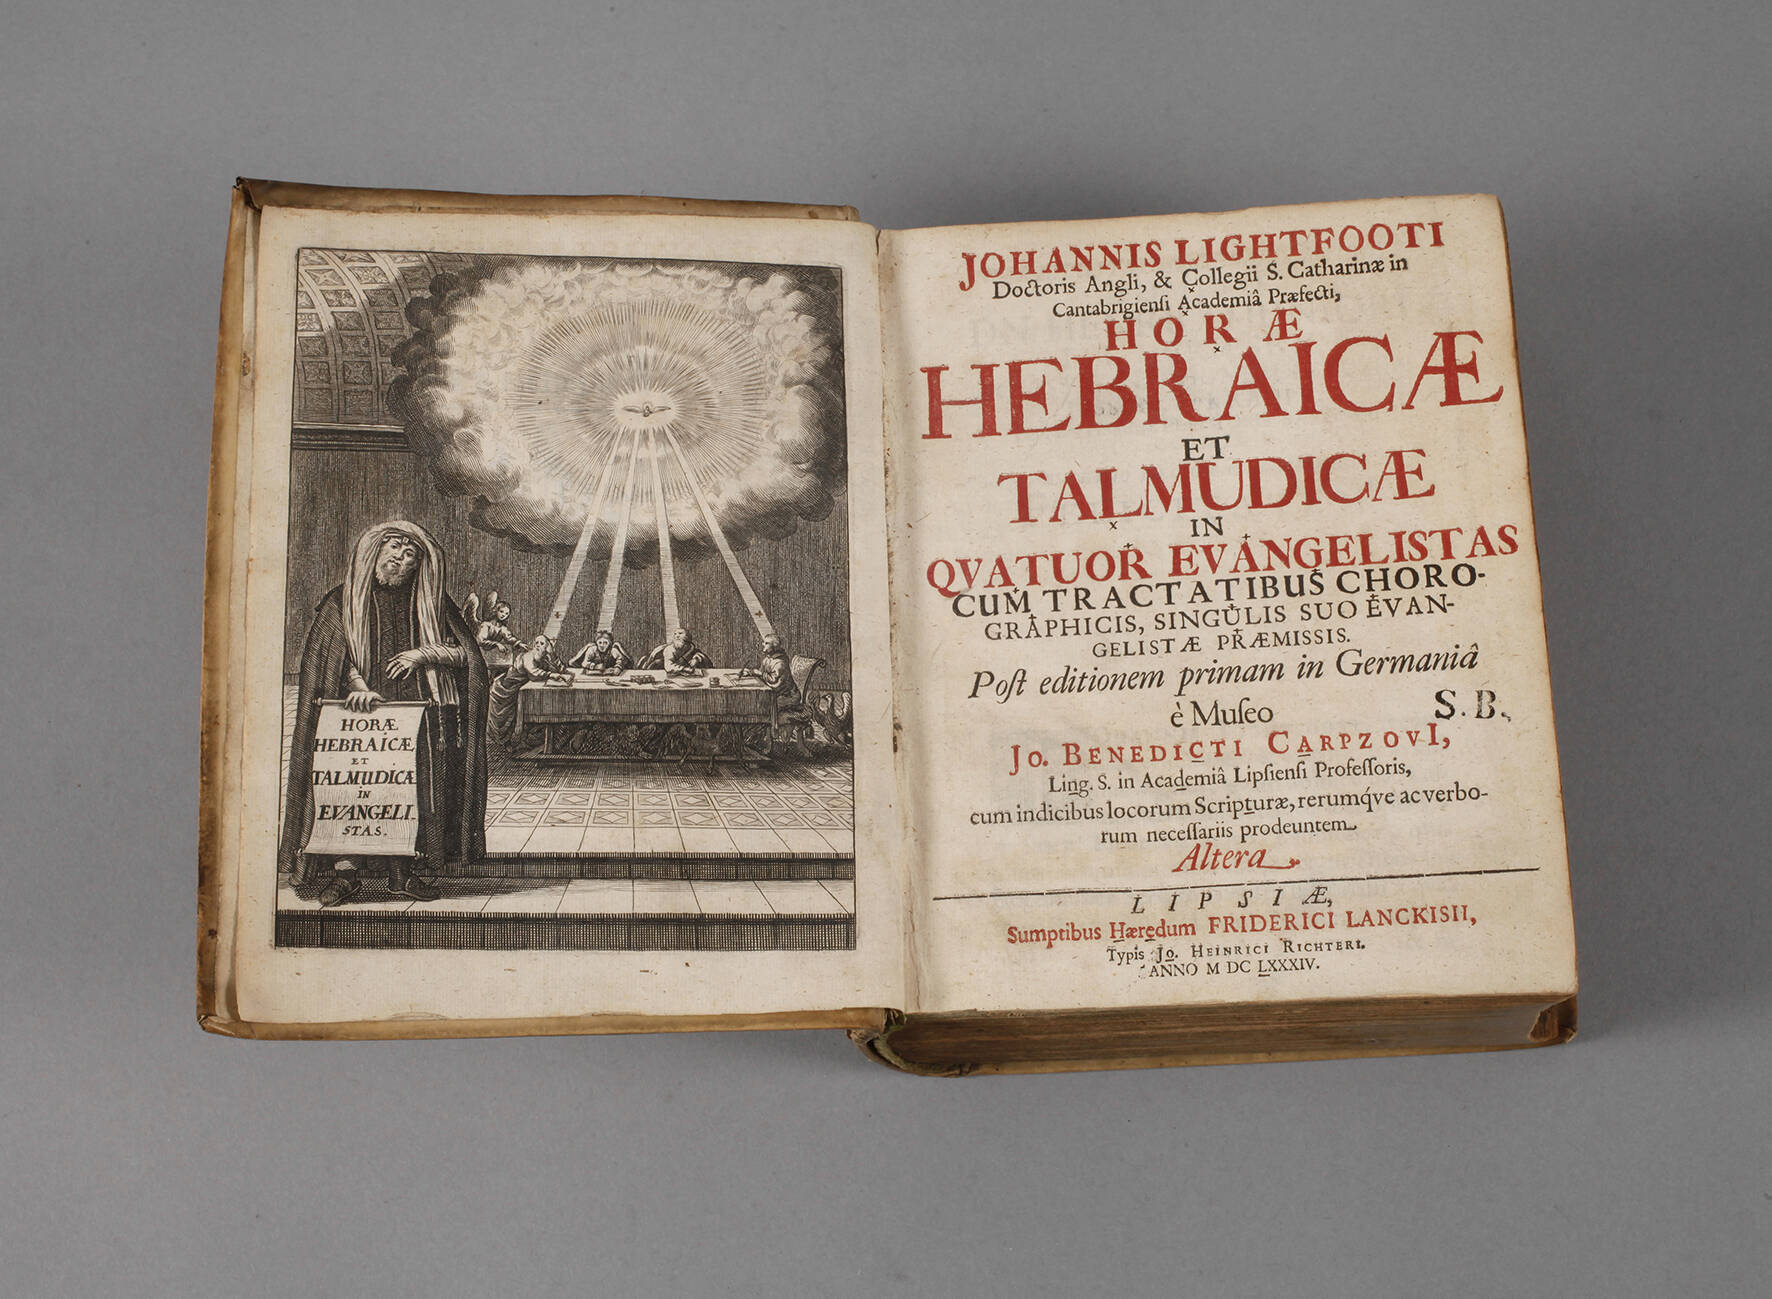 HORÆ
HEBRAICÆ
ET
TALMUDICÆ
in
EVANGELI-
STAS.
JOHANNIS LIGHTFOOTI
Doctoris Angli, & Collegii S. Catharinæ in
Cantabrigienſi Academiâ Præfecti,
HORÆ
HEBRAICÆ
ET
TALMUDICÆ
IN
QVATUOR EVANGELISTAS
CUM TRACTATIBUS CHORO-
GRAPHICIS, SINGULIS SUO EVAN-
GELISTÆ PRÆMISSIS.
Poſt editionem primam in Germaniâ
è Muſeo
S. B.
JO. BENEDICTI CARPZOVI,
Ling. S. in Academiâ Lipſienſi Profeſſoris,
cum indicibus locorum Scripturæ, rerumq́ve ac verbo-
rum neceſſariis prodeuntem
Altera.
LIPSIÆ,
Sumptibus Hæredum FRIDERICI LANCKISII,
Typis JO. HEINRICI RICHTERI.
ANNO M DC LXXXIV.